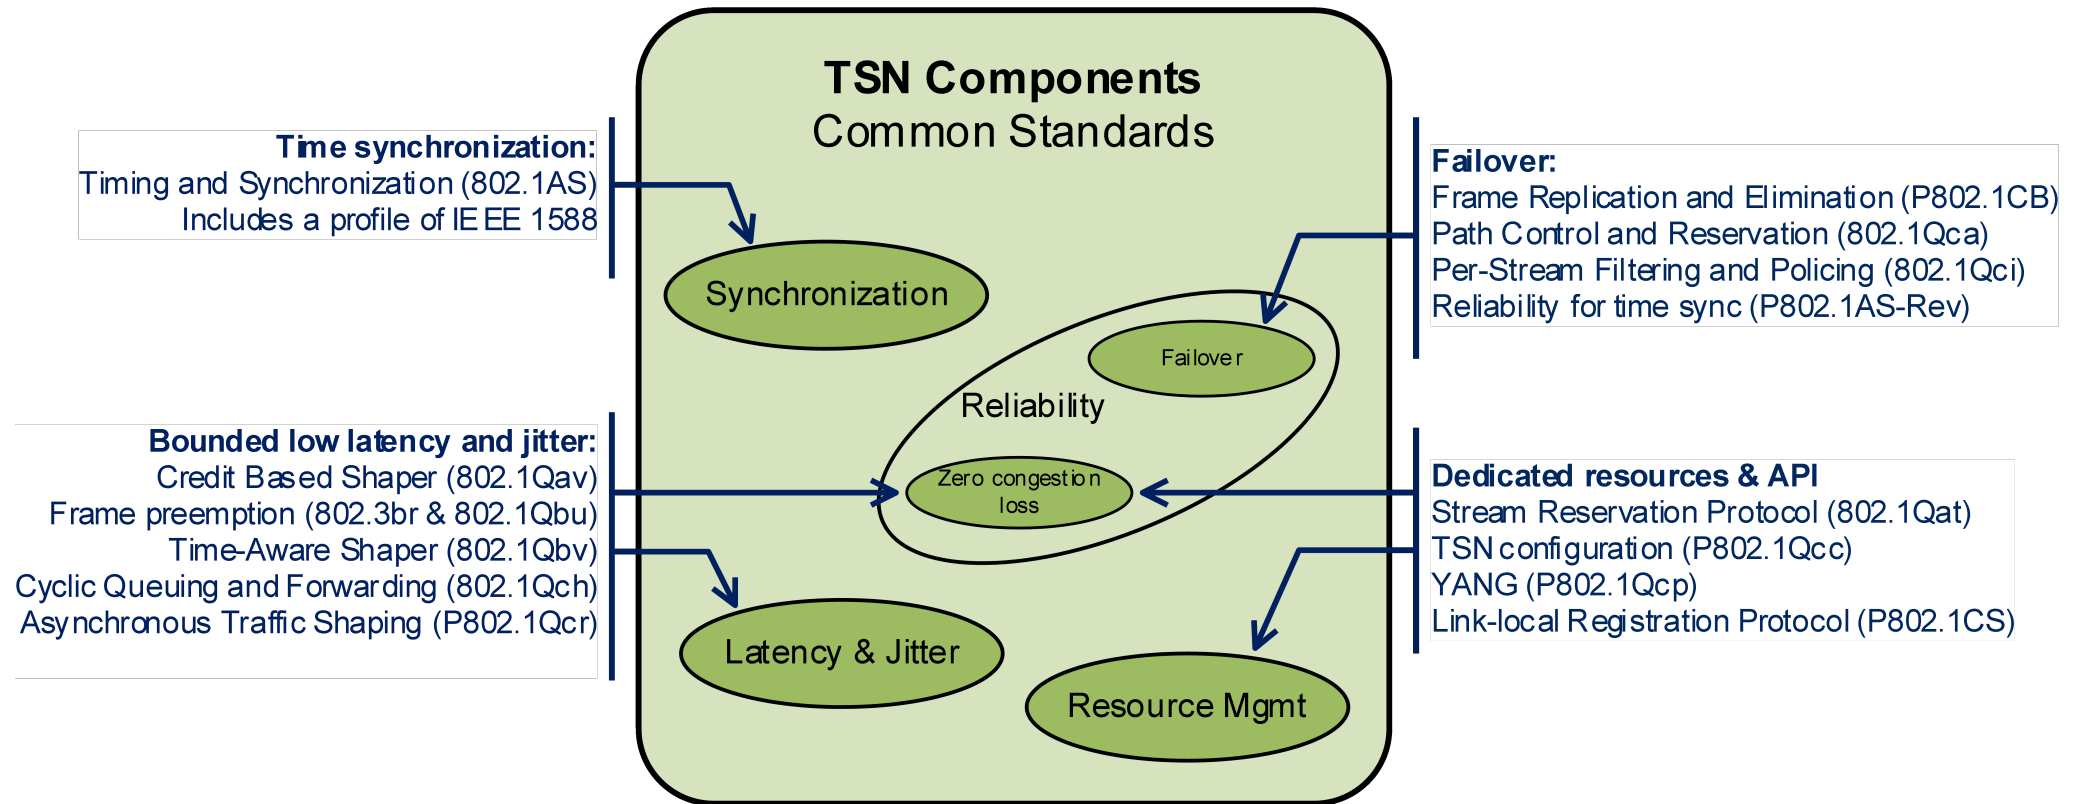 TSN Components
Common Standards
Time synchronization:
Timing and Synchronization (802.1AS)
Includes a profile of IEEE 1588
Failover:
Frame Replication and Elimination (P802.1CB)
Path Control and Reservation (802.1Qca)
Per-Stream Filtering and Policing (802.1Qci)
Reliability for time sync (P802.1AS-Rev)
Synchronization
Failover
Reliability
Zero congestion
loss
Bounded low latency and jitter:
Credit Based Shaper (802.1Qav)
Frame preemption (802.3br & 802.1Qbu)
Time-Aware Shaper (802.1Qbv)
Cyclic Queuing and Forwarding (802.1Qch)
Asynchronous Traffic Shaping (P802.1Qcr)
Dedicated resources & API
Stream Reservation Protocol (802.1Qat)
TSN configuration (P802.1Qcc)
YANG (P802.1Qcp)
Link-local Registration Protocol (P802.1CS)
Latency & Jitter
Resource Mgmt